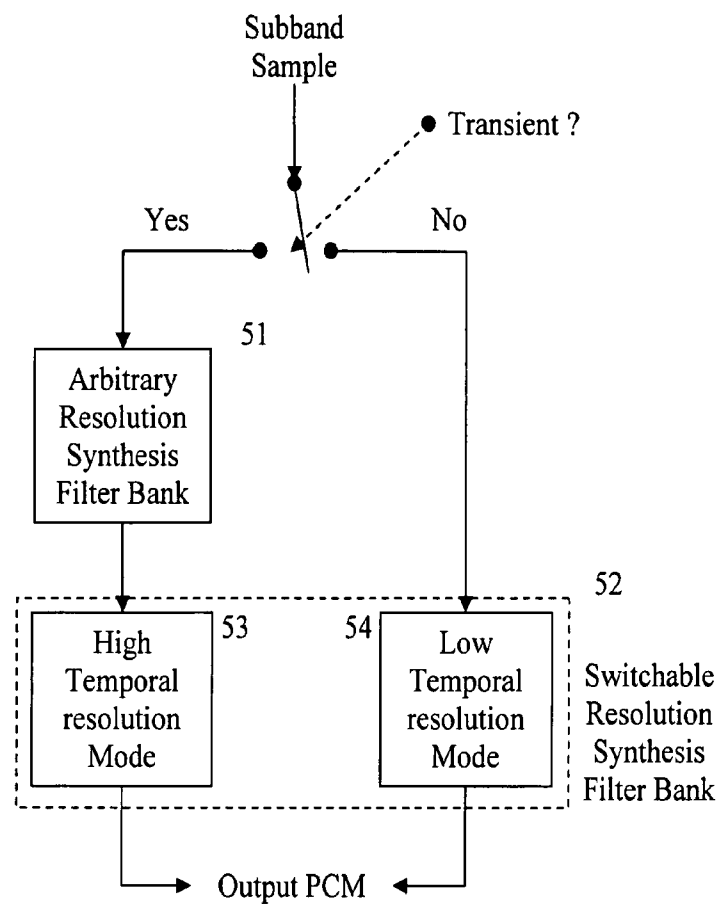 Subband
Sample
Transient ?
Yes
No
51
Arbitrary
Resolution
Synthesis
Filter Bank
52
High
Temporal
resolution
Mode
53
54
Low
Temporal
resolution
Mode
Switchable
Resolution
Synthesis
Filter Bank
Output PCM